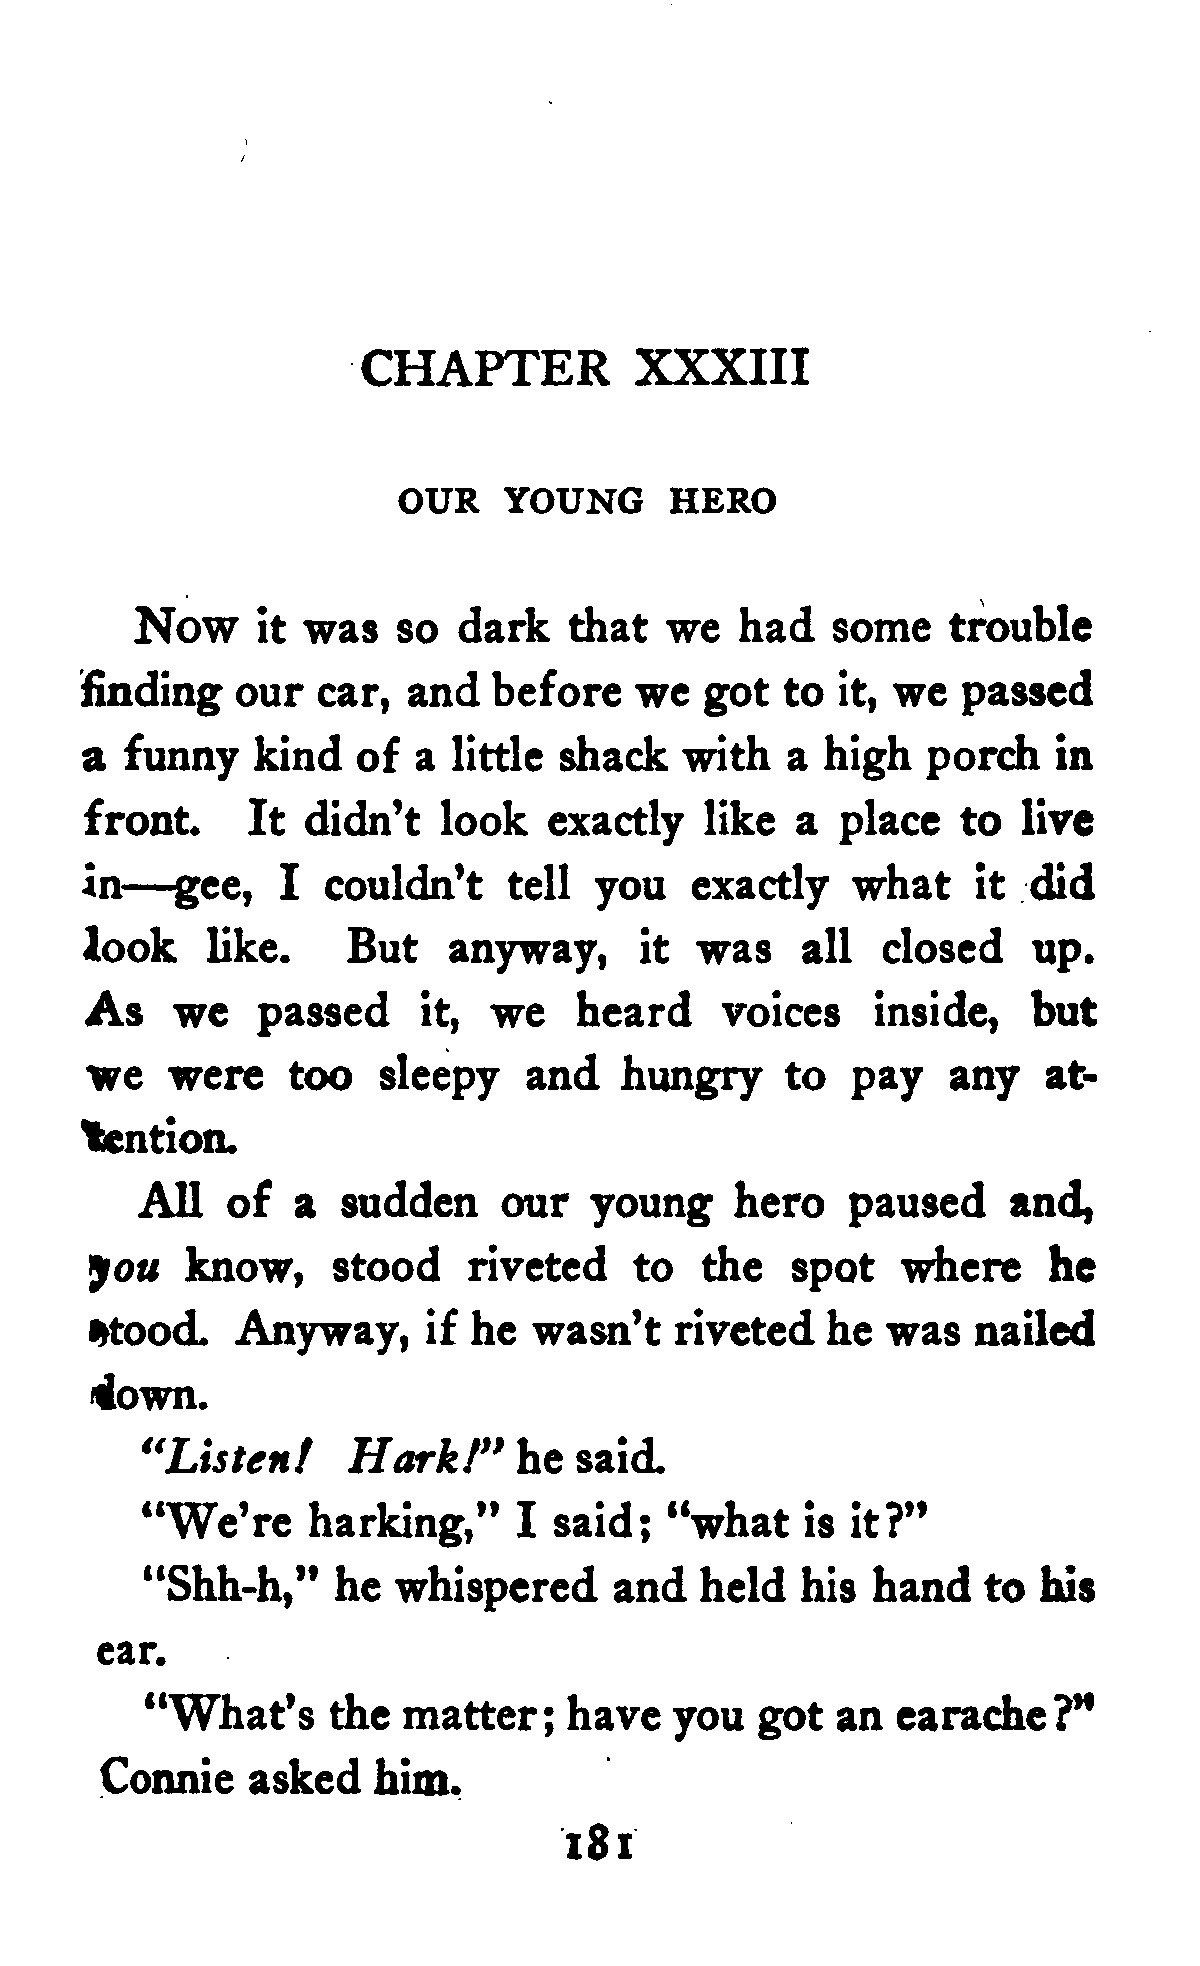 CHAPTER XXXIII
OUR YOUNG HERO
Now it was so dark that we had some trouble
finding our car, and before we got to it, we passed
a funny kind of a little shack with a high porch in
front. It didn't look exactly like a place to live
in—gee, I couldn't tell you exactly what it did
look like. But anyway, it was all closed up.
As we passed it, we heard voices inside, but
we were too sleepy and hungry to pay any at-
tention.
All of a sudden our young hero paused and,
you know, stood riveted to the spot where he
stood. Anyway, if he wasn't riveted he was nailed
down.
"Listen! Hark!" he said.
"We're harking," I said; "what is it?"
"Shh-h," he whispered and held his hand to his
ear.
"What's the matter; have you got an earache?"
Connie asked him.
181